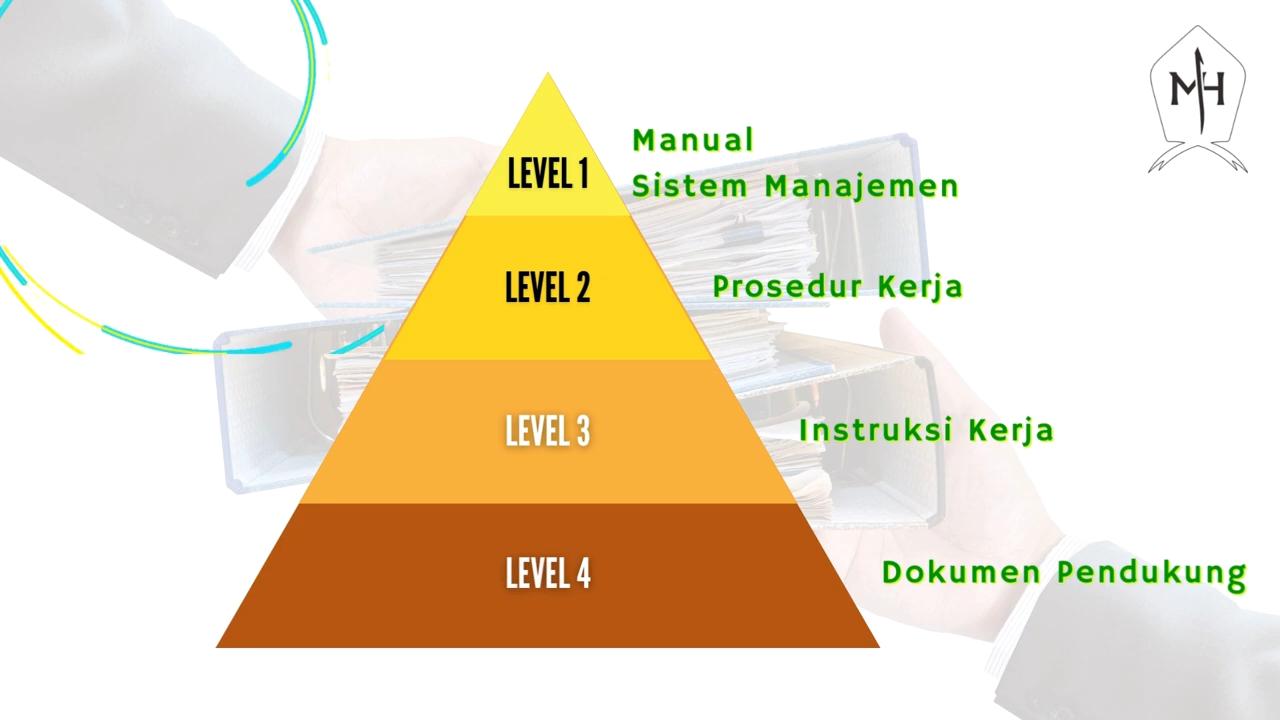 MH
LEVEL 1
Manual
Sistem Manajemen
LEVEL 2
Prosedur Kerja
LEVEL 3
Instruksi Kerja
LEVEL 4
Dokumen Pendukung